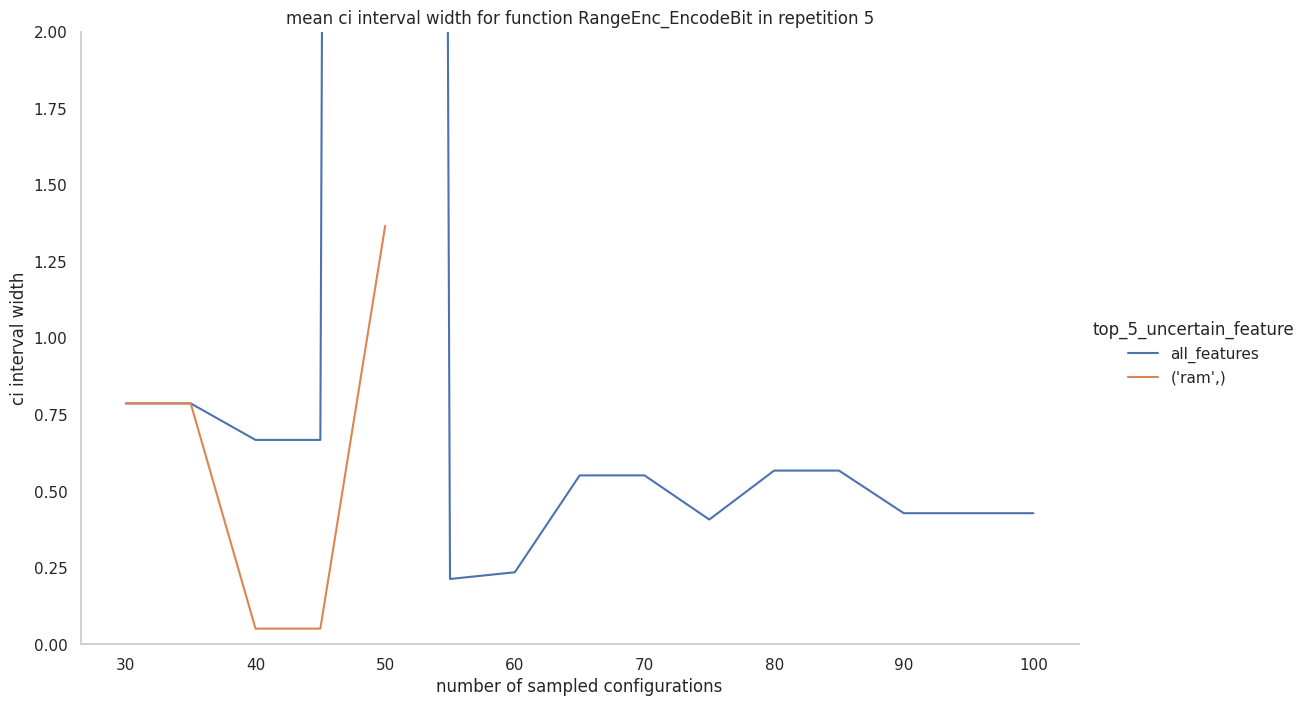 mean ci interval width for function RangeEnc_EncodeBit in repetition 5
2.00
1.75
1.50
1.25
1.00
0.75
0.50
0.25
0.00
ci interval width
30 40 50 60 70 80 90 100
number of sampled configurations
top_5_uncertain_feature
all_features
('ram',)